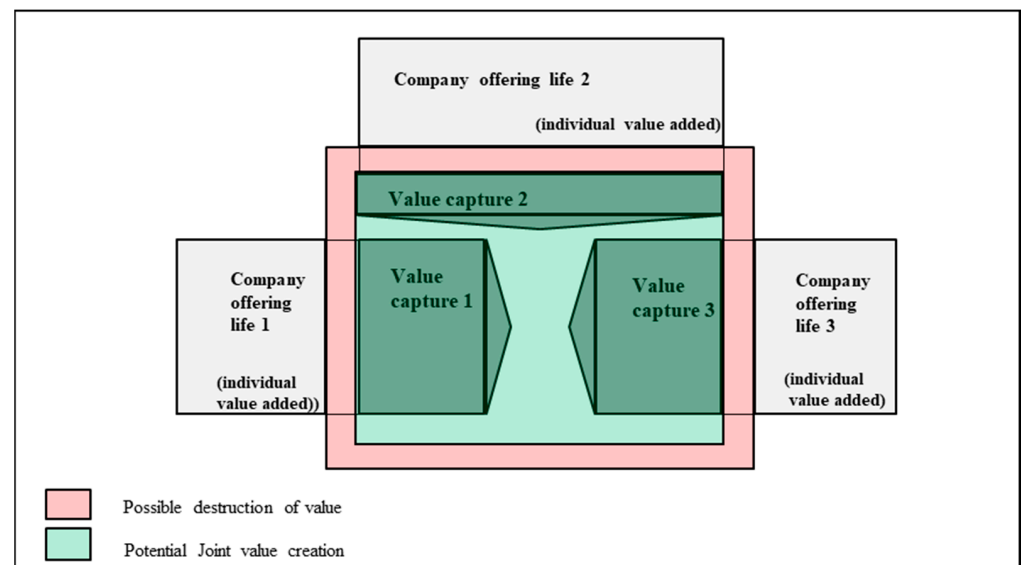 Company offering life 2
(individual value added)
Value capture 2
Company
offering
life 1
(individual
value added))
Value
capture 1
Value
capture 3
Company
offering
life 3
(individual
value added)
Possible destruction of value
Potential Joint value creation